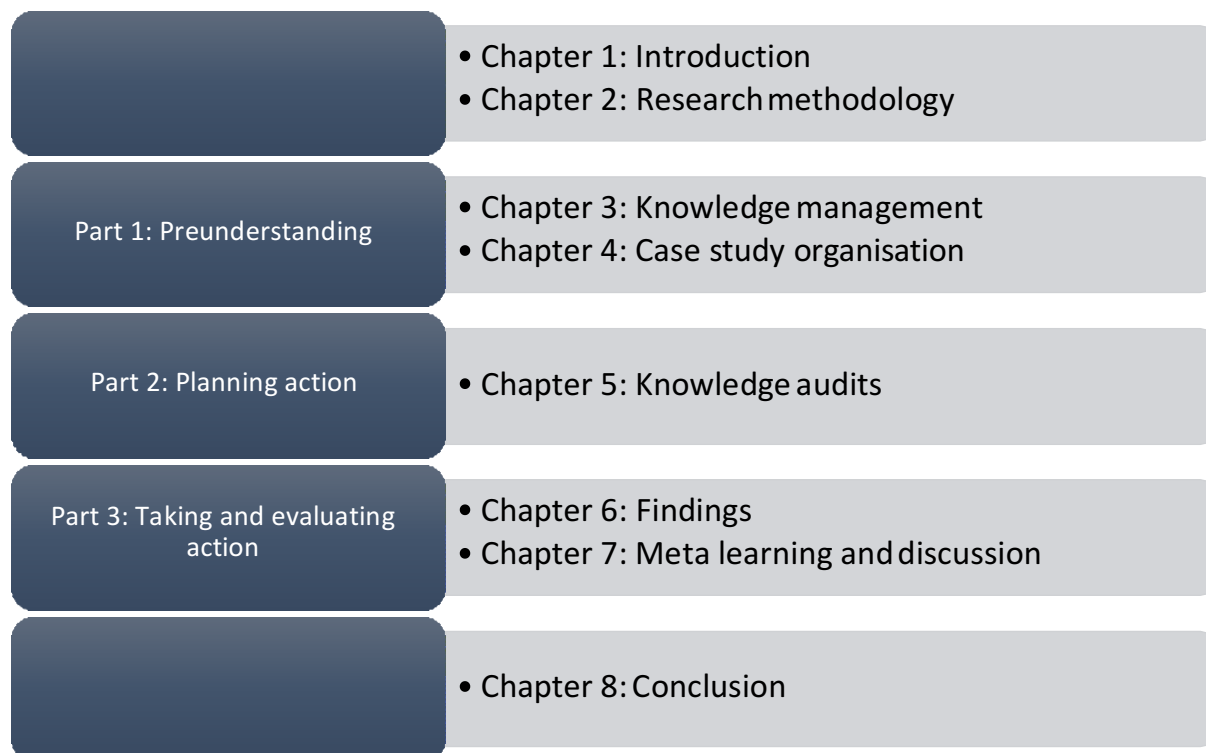 • Chapter 1: Introduction
• Chapter 2: Research methodology
Part 1: Preunderstanding
• Chapter 3: Knowledge management
• Chapter 4: Case study organisation
Part 2: Planning action
• Chapter 5: Knowledge audits
Part 3: Taking and evaluating
action
• Chapter 6: Findings
• Chapter 7: Meta learning and discussion
• Chapter 8: Conclusion